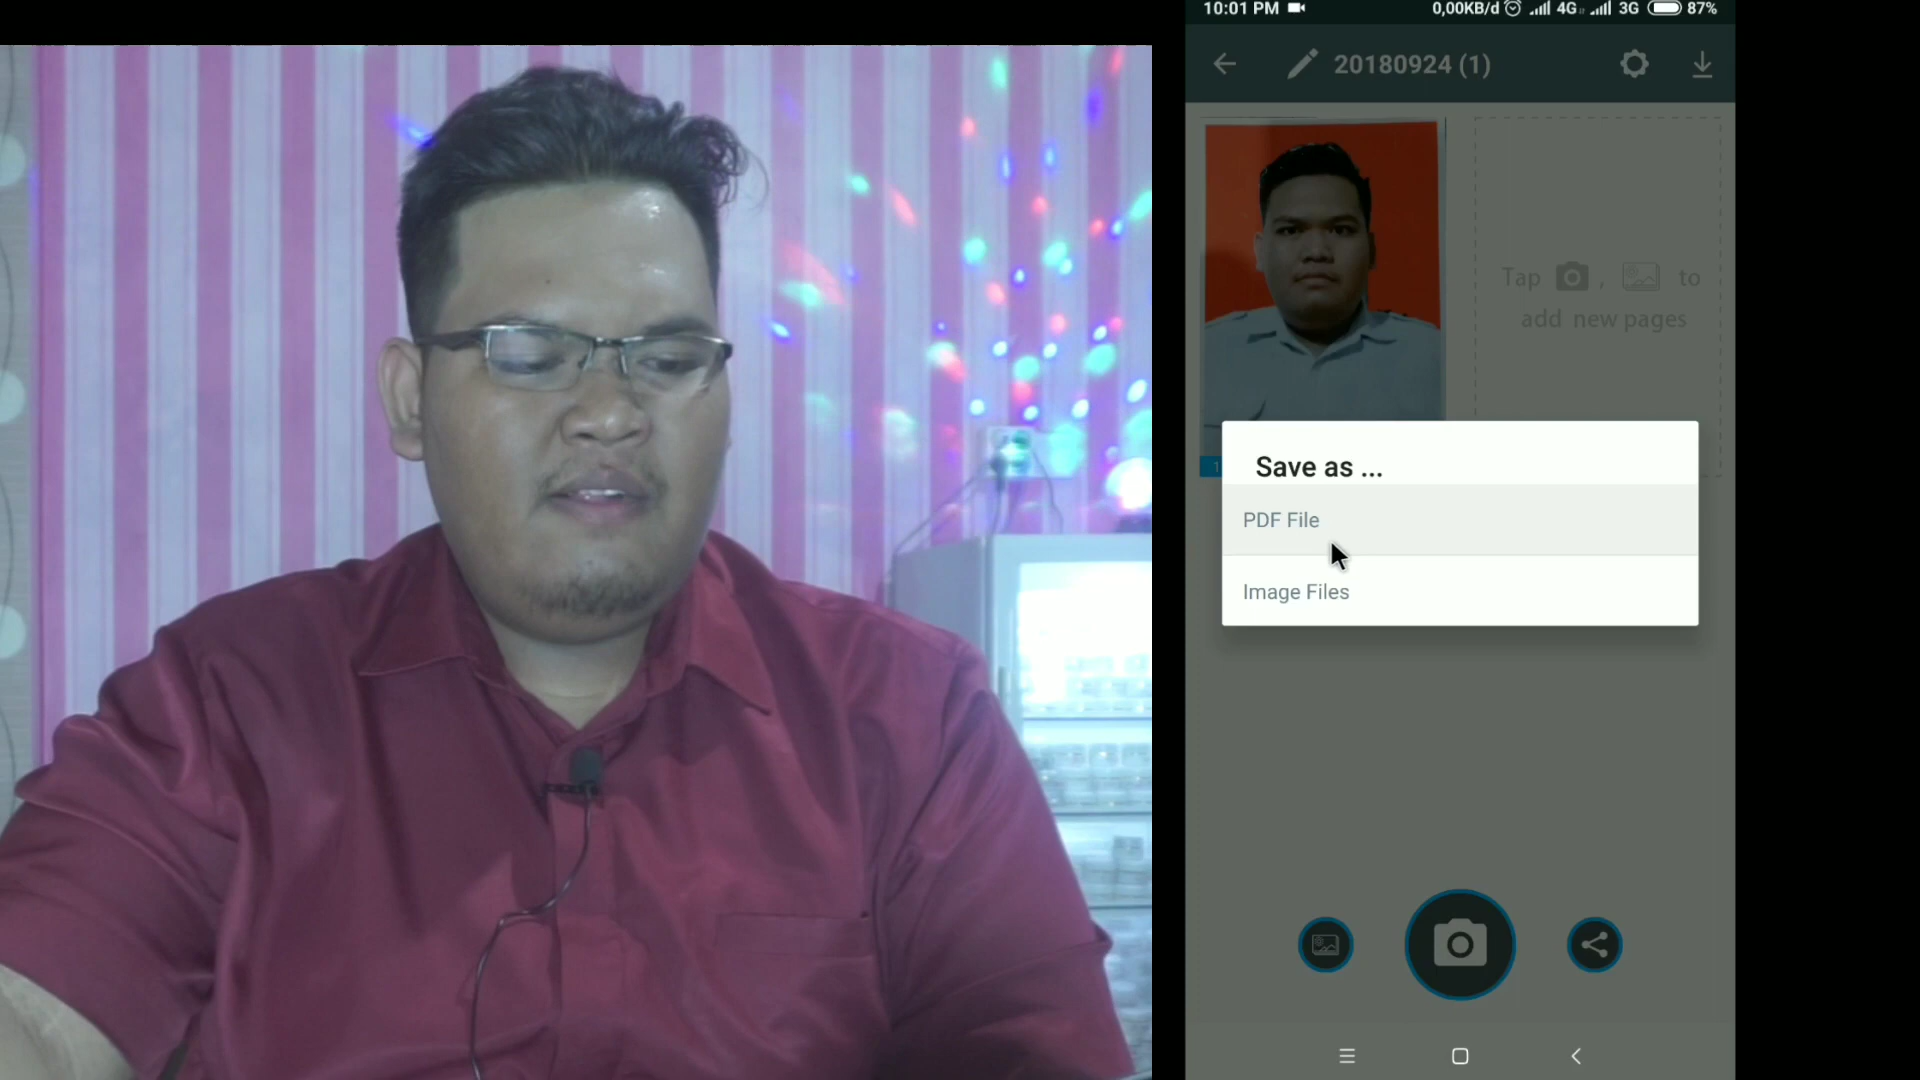 10:01 PM 0,00KB/d 4G 3G 87%
20180924 (1)
Tap , to
add new pages
Save as ...
1
PDF File
Image Files